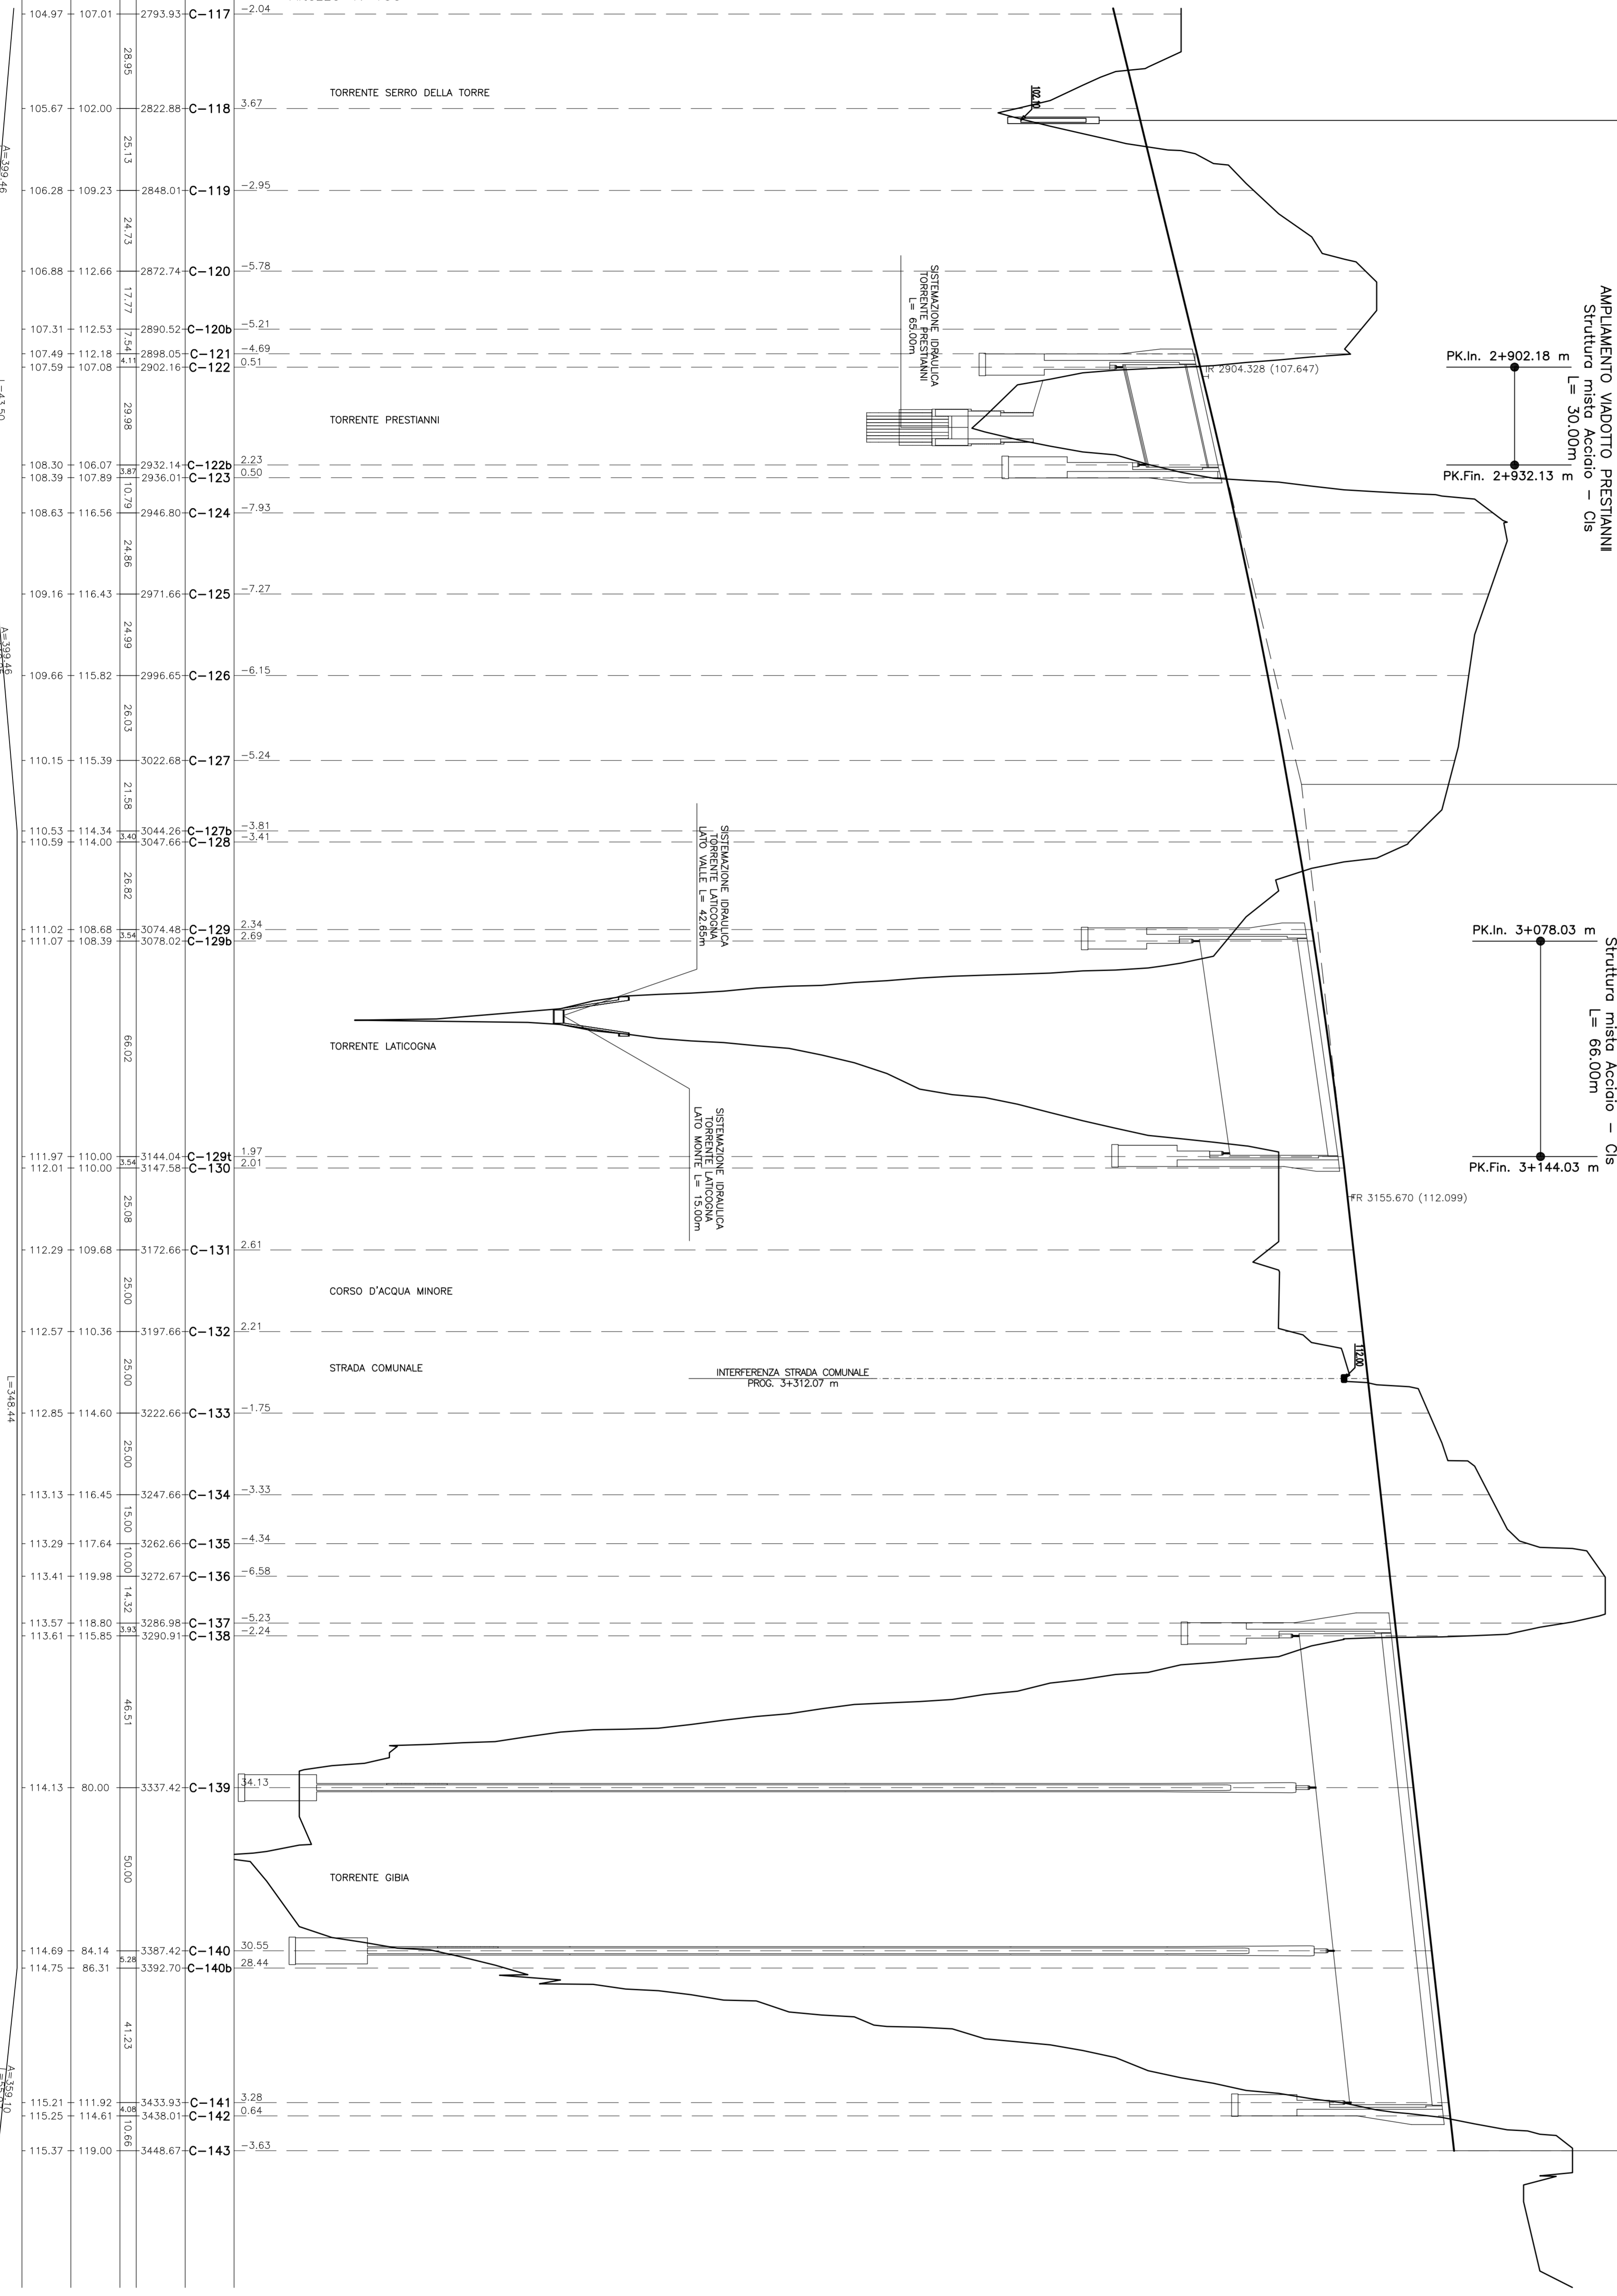 104.97 107.01 2793.93 C-117 -2.04
28.95
TORRENTE SERRO DELLA TORRE
102.10
105.67 102.00 2822.88 C-118 3.67
25.13
A=399.46
106.28 109.23 2848.01 C-119 -2.95
24.73
106.88 112.66 2872.74 C-120 -5.78
17.77
107.31 112.53 2890.52 C-120b -5.21
7.54
107.49 112.18 2898.05 C-121 -4.69
4.11
107.59 107.08 2902.16 C-122 0.51
SISTEMAZIONE IDRAULICA
TORRENTE PRESTIANNI
L= 65.00m
IR 2904.328 (107.647)
AMPLIAMENTO VIADOTTO PRESTIANNI
Struttura mista Acciaio - Cls
L= 30.00m
PK.In. 2+902.18 m
PK.Fin. 2+932.13 m
L=43.50
29.98
TORRENTE PRESTIANNI
108.30 106.07 2932.14 C-122b 2.23
3.87
108.39 107.89 2936.01 C-123 0.50
10.79
108.63 116.56 2946.80 C-124 -7.93
24.86
109.16 116.43 2971.66 C-125 -7.27
24.99
A=399.46
109.66 115.82 2996.65 C-126 -6.15
26.03
110.15 115.39 3022.68 C-127 -5.24
21.58
110.53 114.34 3044.26 C-127b -3.81
3.40
110.59 114.00 3047.66 C-128 -3.41
26.82
SISTEMAZIONE IDRAULICA
TORRENTE LATICOGNA
LATO VALLE L= 42.65m
111.02 108.68 3074.48 C-129 2.34
3.54
111.07 108.39 3078.02 C-129b 2.69
PK.In. 3+078.03 m
Struttura mista Acciaio - Cls
L= 66.00m
PK.Fin. 3+144.03 m
66.02
TORRENTE LATICOGNA
SISTEMAZIONE IDRAULICA
TORRENTE LATICOGNA
LATO MONTE L= 15.00m
111.97 110.00 3144.04 C-129t 1.97
3.54
112.01 110.00 3147.58 C-130 2.01
FR 3155.670 (112.099)
25.08
112.29 109.68 3172.66 C-131 2.61
25.00
CORSO D'ACQUA MINORE
112.57 110.36 3197.66 C-132 2.21
25.00
STRADA COMUNALE
INTERFERENZA STRADA COMUNALE
PROG. 3+312.07 m
112.00
L=348.44
112.85 114.60 3222.66 C-133 -1.75
25.00
113.13 116.45 3247.66 C-134 -3.33
15.00
113.29 117.64 3262.66 C-135 -4.34
10.00
113.41 119.98 3272.67 C-136 -6.58
14.32
113.57 118.80 3286.98 C-137 -5.23
3.93
113.61 115.85 3290.91 C-138 -2.24
46.51
114.13 80.00 3337.42 C-139 34.13
50.00
TORRENTE GIBIA
114.69 84.14 3387.42 C-140 30.55
5.28
114.75 86.31 3392.70 C-140b 28.44
41.23
A=359.10
115.21 111.92 3433.93 C-141 3.28
4.08
115.25 114.61 3438.01 C-142 0.64
10.66
115.37 119.00 3448.67 C-143 -3.63